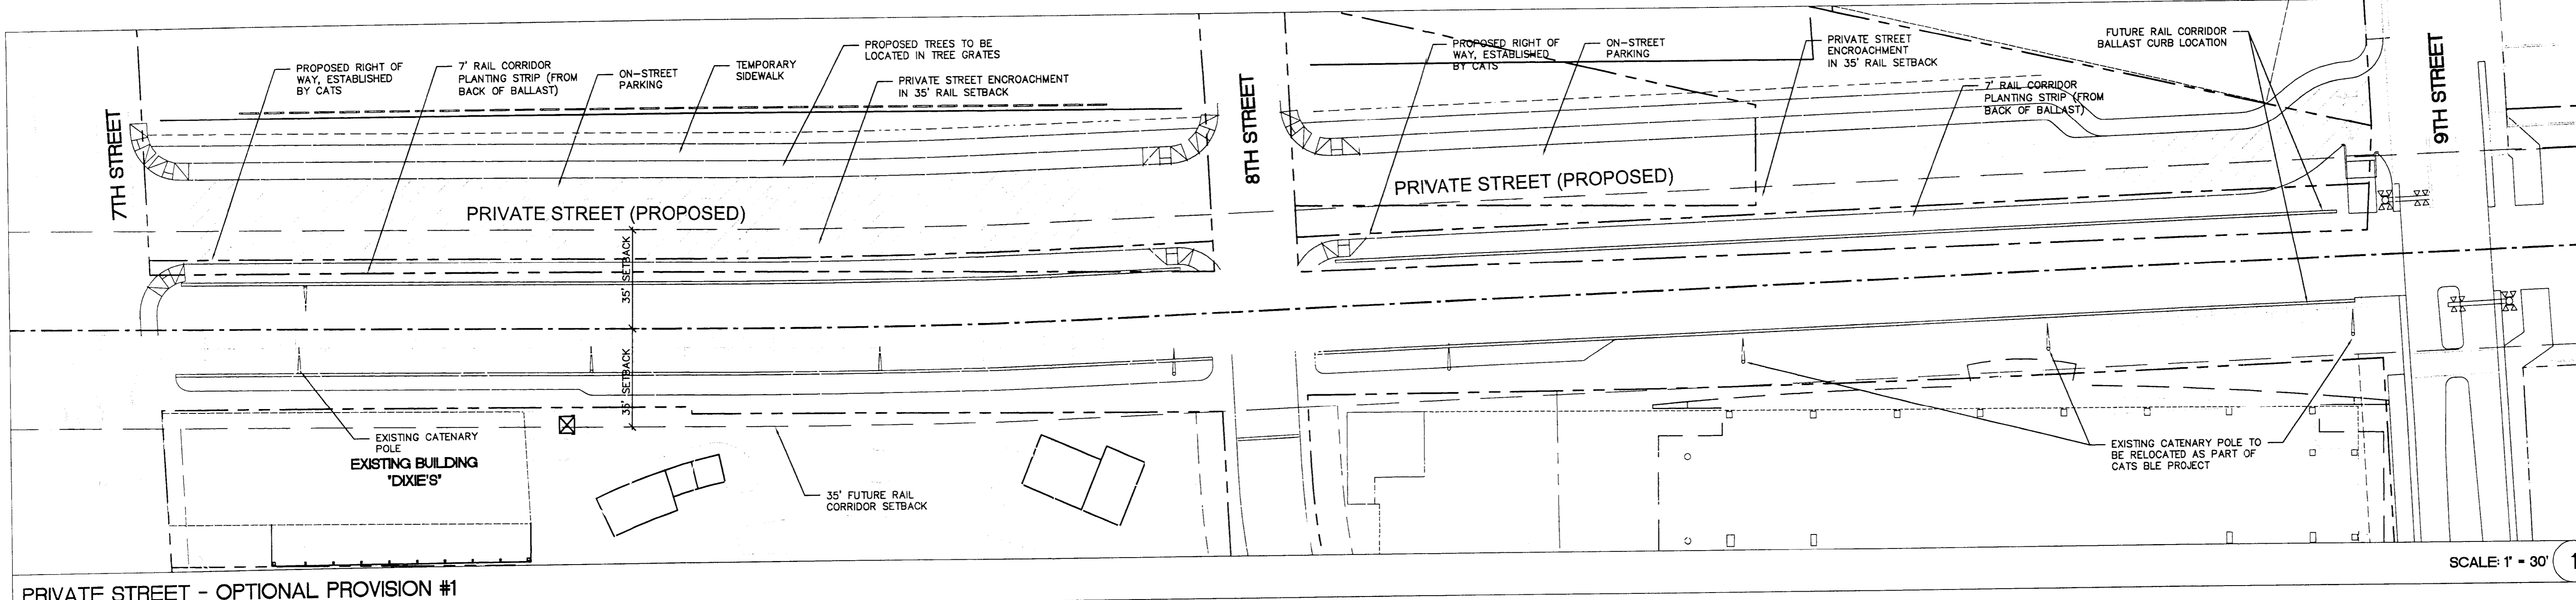 7TH STREET
PROPOSED RIGHT OF
WAY, ESTABLISHED
BY CATS
7' RAIL CORRIDOR
PLANTING STRIP (FROM
BACK OF BALLAST)
ON-STREET
PARKING
TEMPORARY
SIDEWALK
PROPOSED TREES TO BE
LOCATED IN TREE GRATES
PRIVATE STREET ENCROACHMENT
IN 35' RAIL SETBACK
8TH STREET
PROPOSED RIGHT OF
WAY, ESTABLISHED
BY CATS
ON-STREET
PARKING
PRIVATE STREET
ENCROACHMENT
IN 35' RAIL SETBACK
7' RAIL CORRIDOR
PLANTING STRIP (FROM
BACK OF BALLAST)
FUTURE RAIL CORRIDOR
BALLAST CURB LOCATION
9TH STREET
PRIVATE STREET (PROPOSED)
PRIVATE STREET (PROPOSED)
35' SETBACK
35' SETBACK
EXISTING CATENARY
POLE
EXISTING BUILDING
"DIXIE'S"
35' FUTURE RAIL
CORRIDOR SETBACK
EXISTING CATENARY POLE TO
BE RELOCATED AS PART OF
CATS BLE PROJECT
PRIVATE STREET - OPTIONAL PROVISION #1
SCALE: 1" = 30'
1